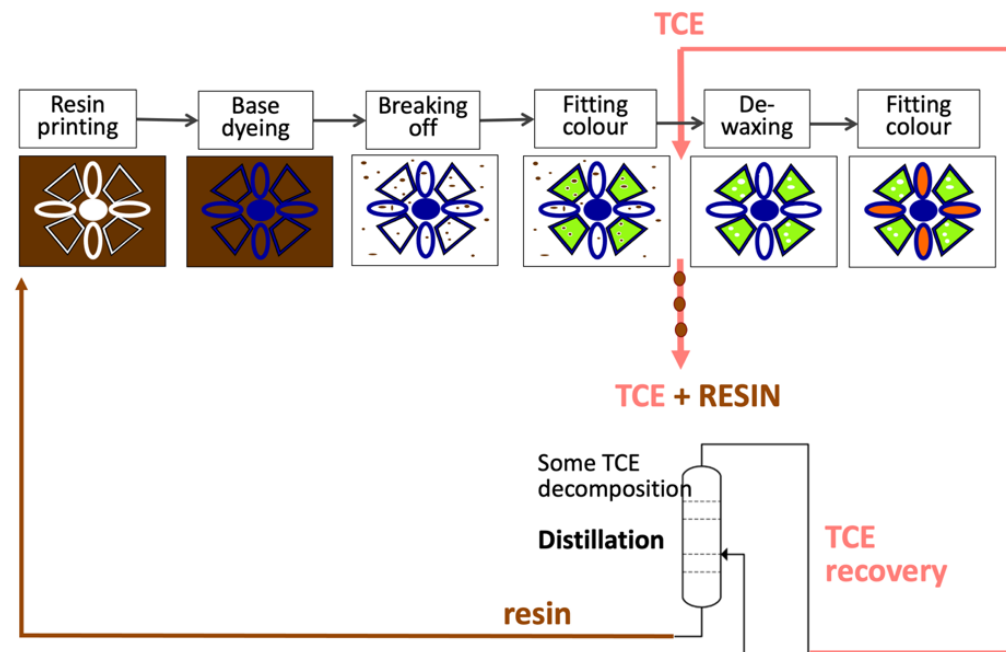 TCE
Resin
printing
Base
dyeing
Breaking
off
Fitting
colour
De-
waxing
Fitting
colour
TCE + RESIN
Some TCE
decomposition
Distillation
TCE
recovery
resin